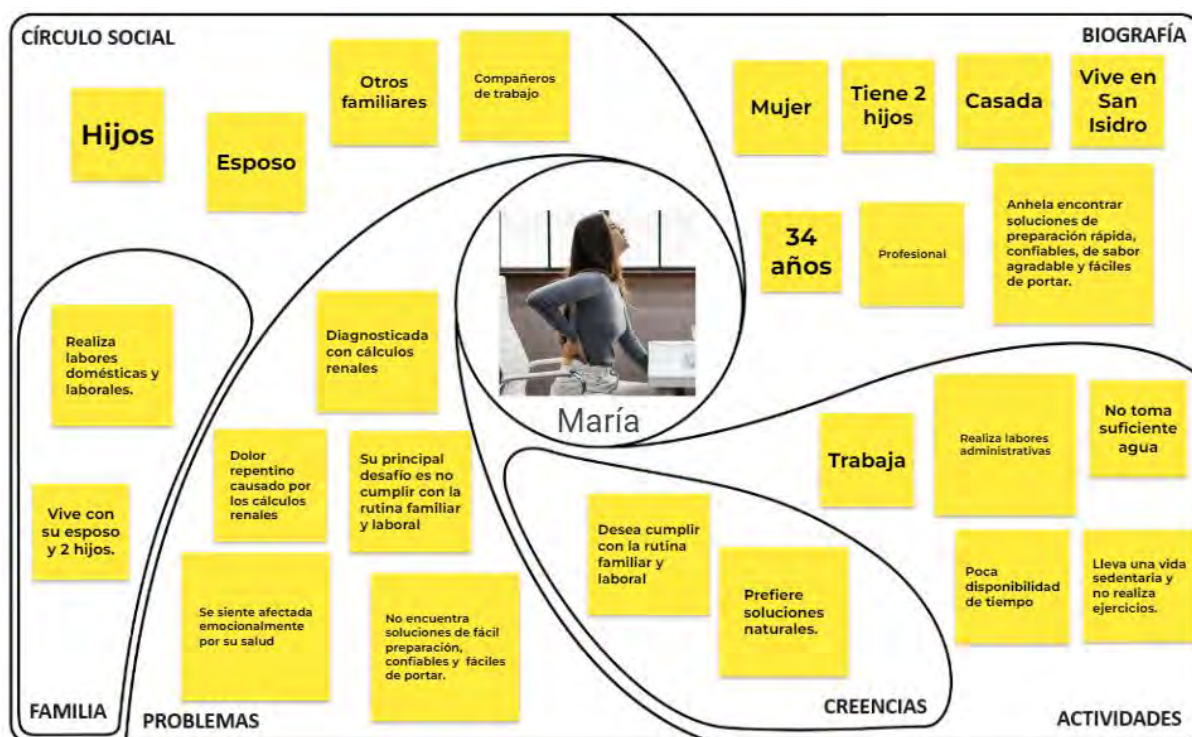 CÍRCULO SOCIAL
Hijos
Esposo
Otros
familiares
Compañeros
de trabajo
BIOGRAFÍA
Mujer
Tiene 2
hijos
Casada
Vive en
San
Isidro
34
años
Profesional
Anhela encontrar
soluciones de
preparación rápida,
confiables, de sabor
agradable y fáciles
de portar.
María
Realiza
labores
domésticas y
laborales.
Vive con
su esposo
y 2 hijos.
FAMILIA
Diagnosticada
con cálculos
renales
Dolor
repentino
causado por
los cálculos
renales
Su principal
desafío es no
cumplir con la
rutina familiar
y laboral
Se siente afectada
emocionalmente
por su salud
No encuentra
soluciones de fácil
preparación,
confiables y fáciles
de portar.
PROBLEMAS
Desea cumplir
con la rutina
familiar y
laboral
Prefiere
soluciones
naturales.
CREENCIAS
Trabaja
Realiza labores
administrativas
No toma
suficiente
agua
Poca
disponibilidad
de tiempo
Lleva una vida
sedentaria y
no realiza
ejercicios.
ACTIVIDADES